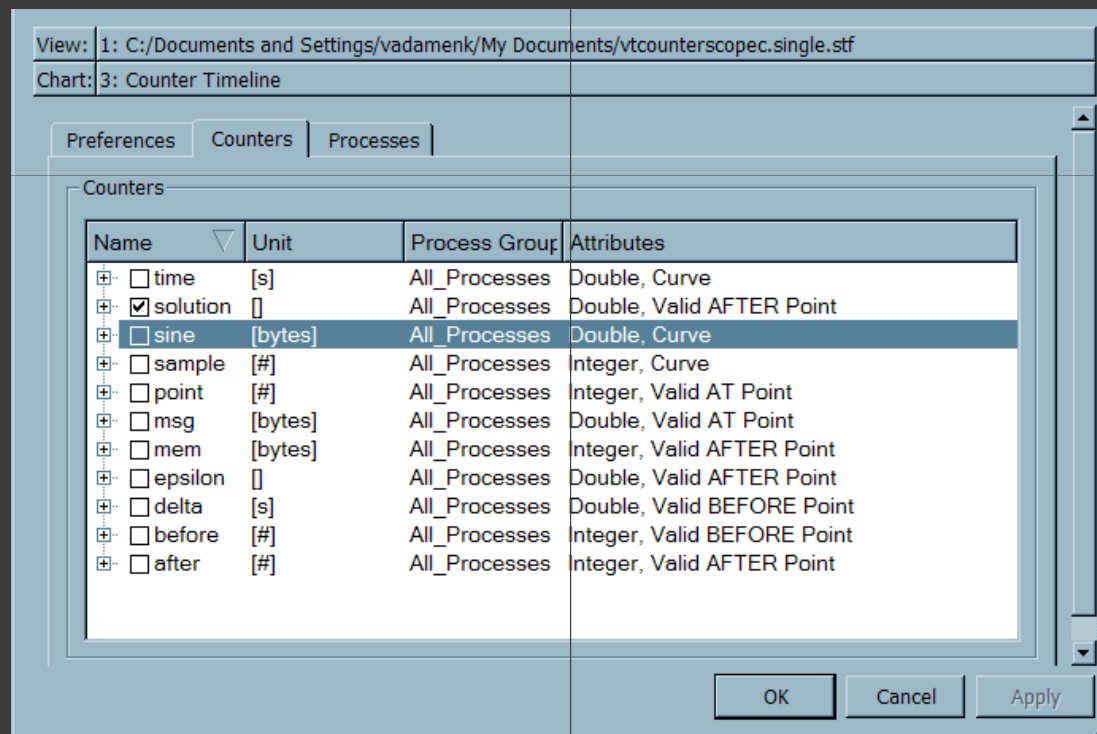 View: 1: C:/Documents and Settings/vadamenk/My Documents/vtcounterscopec.single.stf
Chart: 3: Counter Timeline
Preferences Counters Processes
Counters
Name Unit Process Group Attributes
time [s] All_Processes Double, Curve
solution [] All_Processes Double, Valid AFTER Point
sine [bytes] All_Processes Double, Curve
sample [#] All_Processes Integer, Curve
point [#] All_Processes Integer, Valid AT Point
msg [bytes] All_Processes Double, Valid AT Point
mem [bytes] All_Processes Integer, Valid AFTER Point
epsilon [] All_Processes Double, Valid AFTER Point
delta [s] All_Processes Double, Valid BEFORE Point
before [#] All_Processes Integer, Valid BEFORE Point
after [#] All_Processes Integer, Valid AFTER Point
OK Cancel Apply